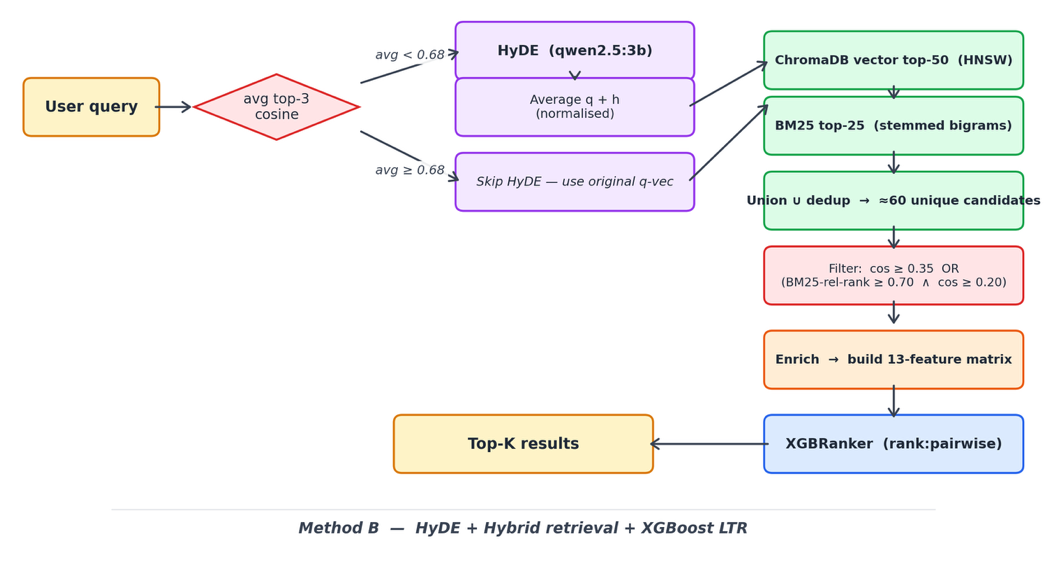 User query
avg top-3
cosine
avg < 0.68
avg ≥ 0.68
HyDE (qwen2.5:3b)
Average q + h
(normalised)
Skip HyDE — use original q-vec
ChromaDB vector top-50 (HNSW)
BM25 top-25 (stemmed bigrams)
Union ∪ dedup → ≈60 unique candidates
Filter: cos ≥ 0.35 OR
(BM25-rel-rank ≥ 0.70 ∧ cos ≥ 0.20)
Enrich → build 13-feature matrix
XGBRanker (rank:pairwise)
Top-K results
Method B — HyDE + Hybrid retrieval + XGBoost LTR